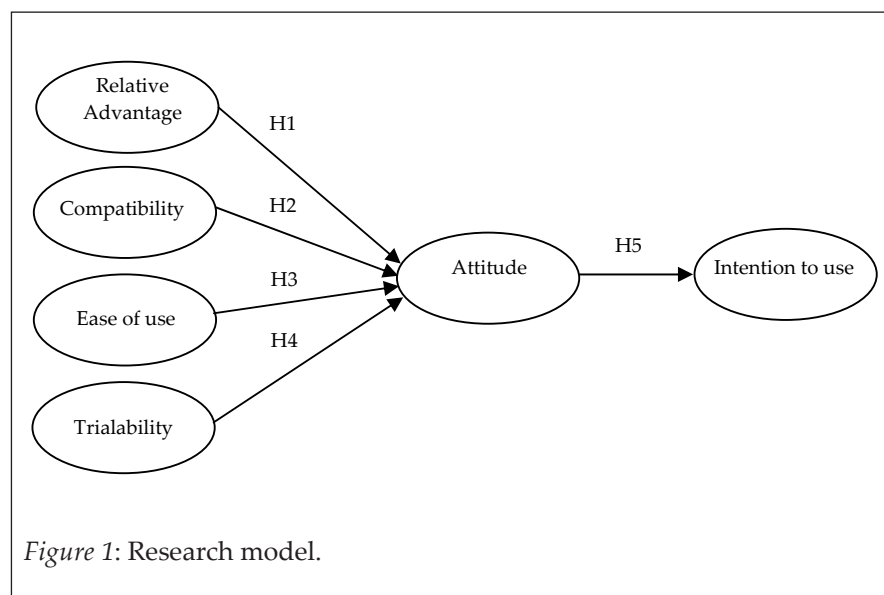 Relative
Advantage
H1
Compatibility
H2
Attitude
H5
Intention to use
Ease of use
H3
H4
Trialability
Figure 1: Research model.